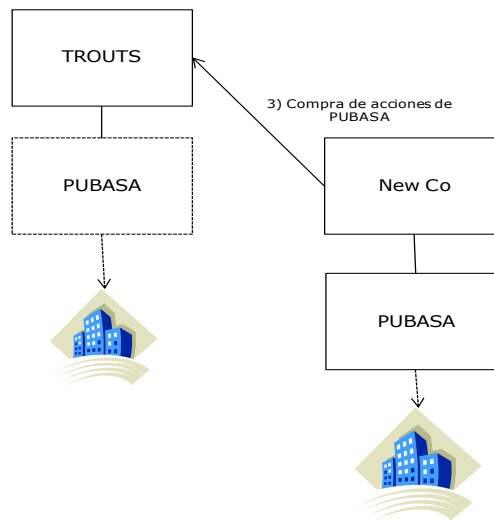 TROUTS
3) Compra de acciones de
PUBASA
PUBASA
New Co
PUBASA